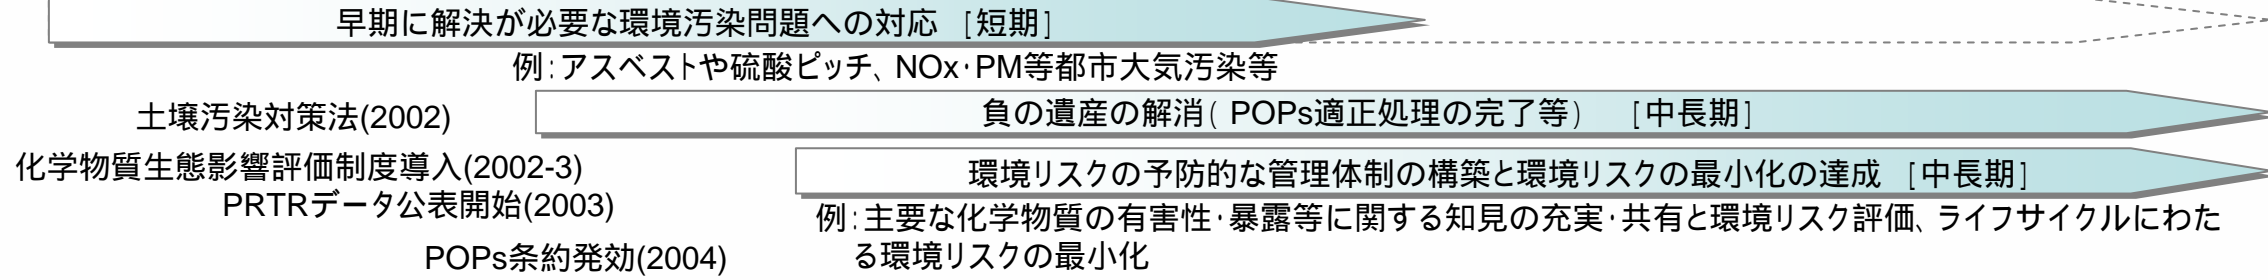 早期に解決が必要な環境汚染問題への対応 [短期]
例:アスベストや硫酸ピッチ、NOx・PM等都市大気汚染等
土壌汚染対策法(2002)
負の遺産の解消( POPs適正処理の完了等) [中長期]
化学物質生態影響評価制度導入(2002-3)
環境リスクの予防的な管理体制の構築と環境リスクの最小化の達成 [中長期]
PRTRデータ公表開始(2003)
例:主要な化学物質の有害性・暴露等に関する知見の充実・共有と環境リスク評価、ライフサイクルにわた
る環境リスクの最小化
POPs条約発効(2004)